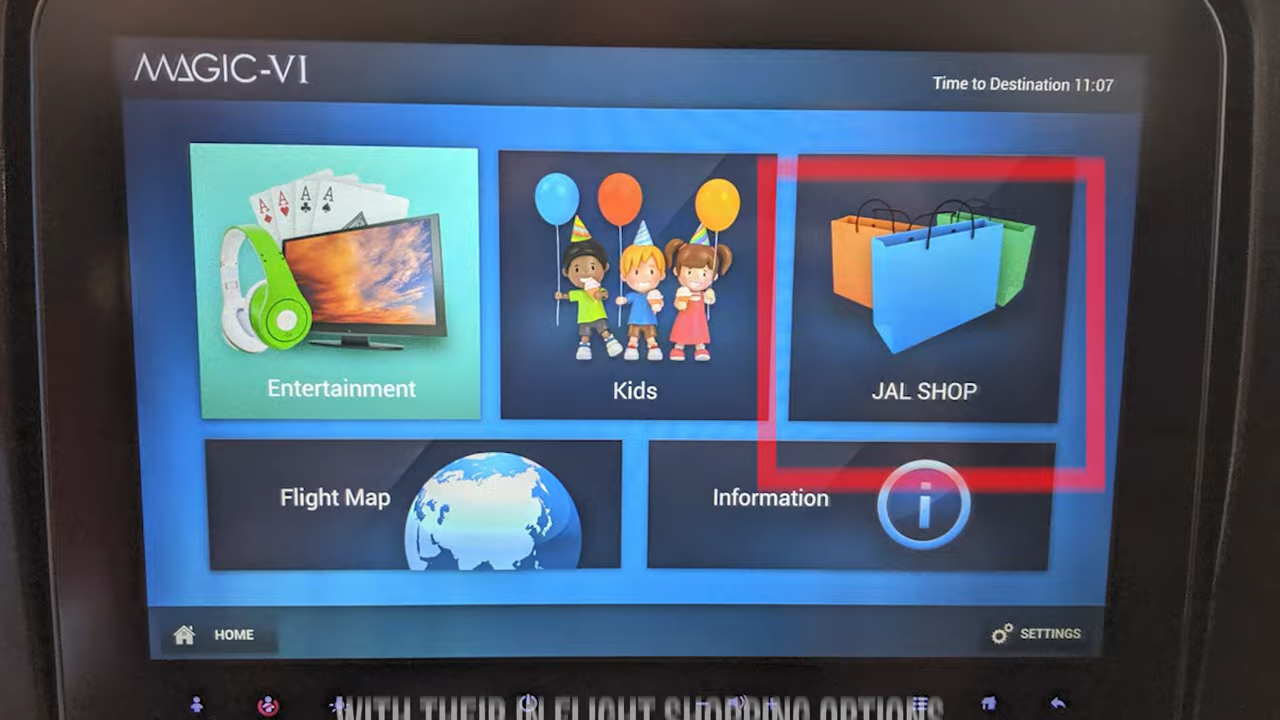 MAGIC-VI
Time to Destination 11:07
Entertainment
Kids
JAL SHOP
Flight Map
Information
HOME
SETTINGS
WITH THEIR IN FLIGHT SHOPPING OPTIONS